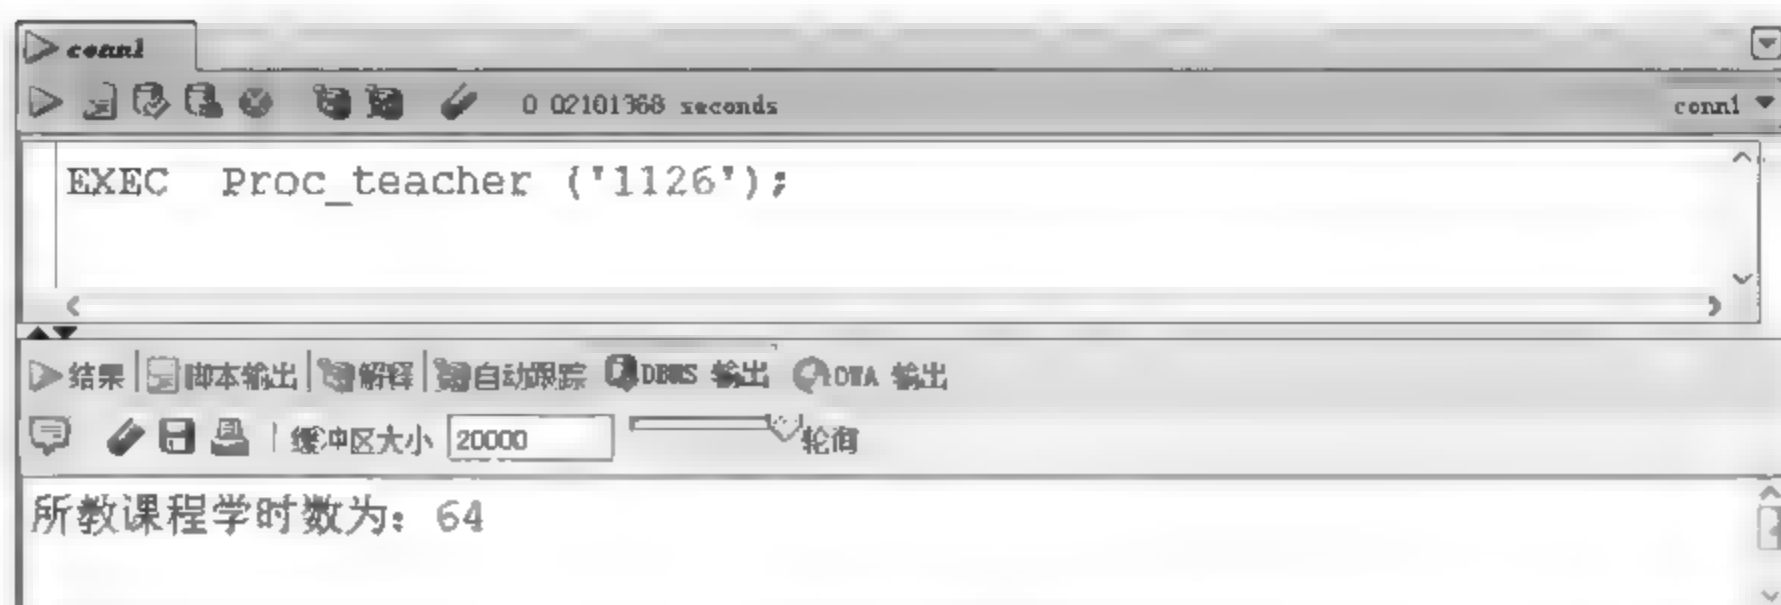 conn1
0 02101368 seconds conn1
EXEC Proc_teacher ('1126');
结果 脚本输出 解释 自动跟踪 DBMS 输出 OWA 输出
缓冲区大小 20000 轮询
所教课程学时数为: 64